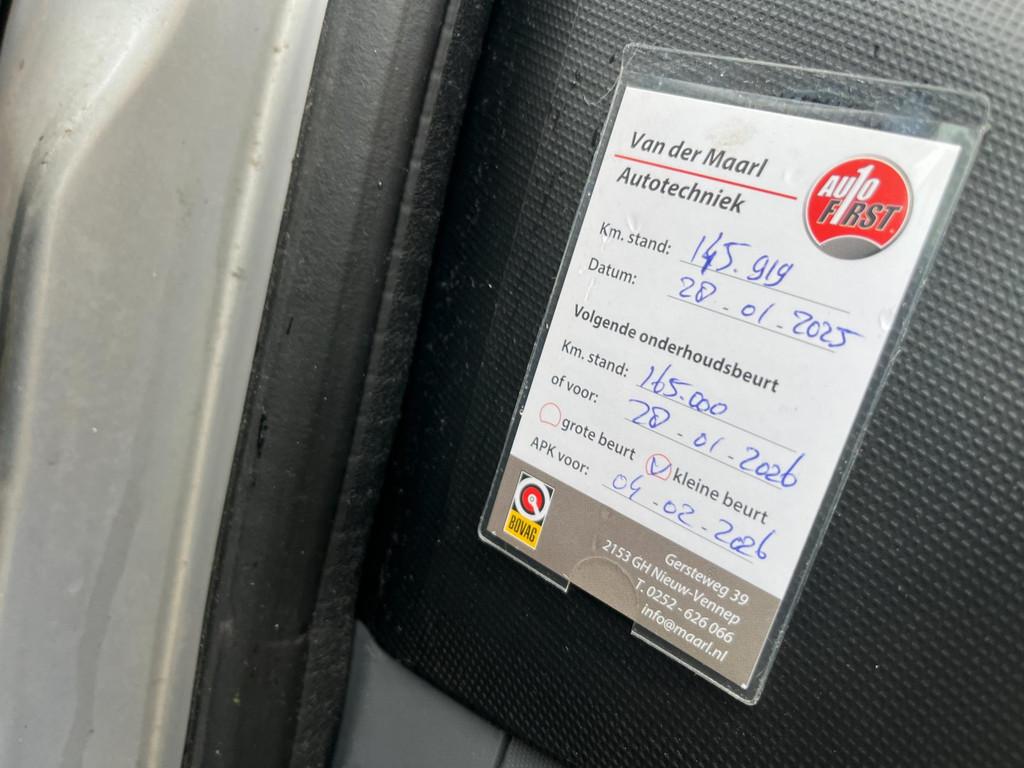 Van der Maarl
Autotechniek
AUTO
F1RST
Km. stand: 145.919
Datum: 28-01-2025
Volgende onderhoudsbeurt
Km. stand: 165.000
of voor: 28-01-2026
grote beurt kleine beurt
APK voor: 04-02-2026
BOVAG
Gersteweg 39
2153 GH Nieuw-Vennep
T. 0252 - 626 066
info@maarl.nl